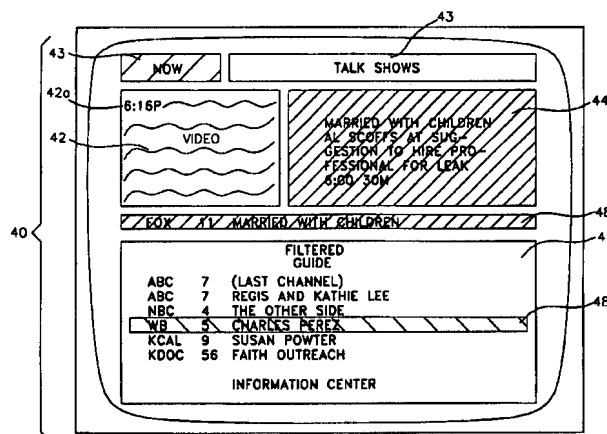 43
43
NOW
TALK SHOWS
42a
6:16P
44
42
VIDEO
MARRIED WITH CHILDREN
AL SCOFFS AT SUG-
GESTION TO HIRE PRO-
FESSIONAL FOR LEAK
6:00 30M
40
FOX 11 MARRIED WITH CHILDREN
48
FILTERED
GUIDE
4
ABC 7 (LAST CHANNEL)
ABC 7 REGIS AND KATHIE LEE
NBC 4 THE OTHER SIDE
WB 5 CHARLES PEREZ
48
KCAL 9 SUSAN POWTER
KDOC 56 FAITH OUTREACH
INFORMATION CENTER